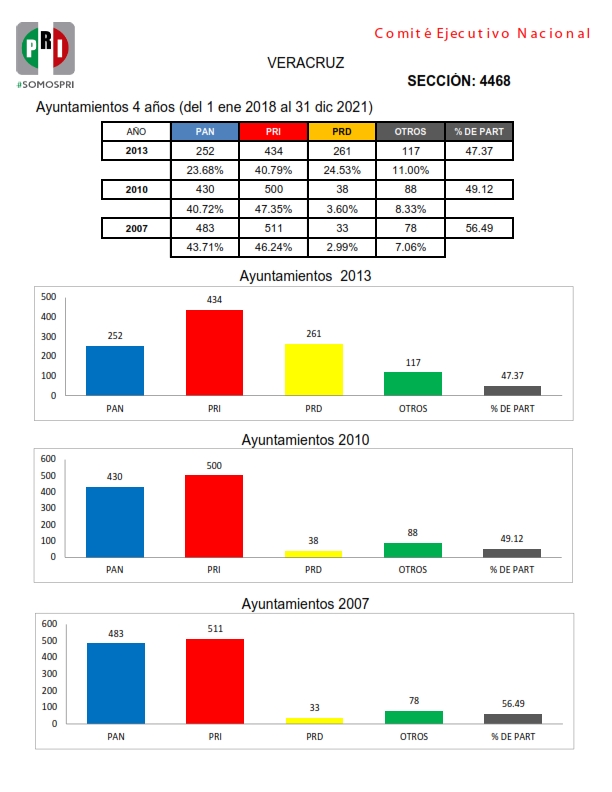 Comité Ejecutivo Nacional
PRI
#SOMOSPRI
VERACRUZ
SECCIÓN: 4468
Ayuntamientos 4 años (del 1 ene 2018 al 31 dic 2021)
AÑO PAN PRI PRD OTROS % DE PART
2013 252 434 261 117 47.37
23.68% 40.79% 24.53% 11.00%
2010 430 500 38 88 49.12
40.72% 47.35% 3.60% 8.33%
2007 483 511 33 78 56.49
43.71% 46.24% 2.99% 7.06%
Ayuntamientos 2013
500
400
300
200
100
0
252 434 261 117 47.37
PAN PRI PRD OTROS % DE PART
Ayuntamientos 2010
600
500
400
300
200
100
0
430 500 38 88 49.12
PAN PRI PRD OTROS % DE PART
Ayuntamientos 2007
600
500
400
300
200
100
0
483 511 33 78 56.49
PAN PRI PRD OTROS % DE PART